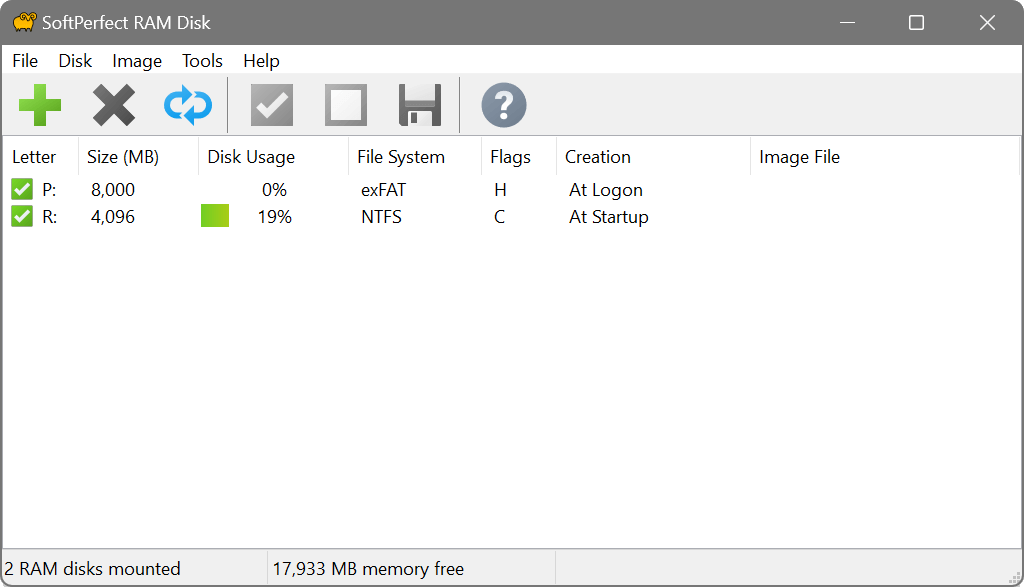 SoftPerfect RAM Disk
File Disk Image Tools Help
?
Letter Size (MB) Disk Usage File System Flags Creation Image File
P: 8,000 0% exFAT H At Logon
R: 4,096 19% NTFS C At Startup
2 RAM disks mounted 17,933 MB memory free